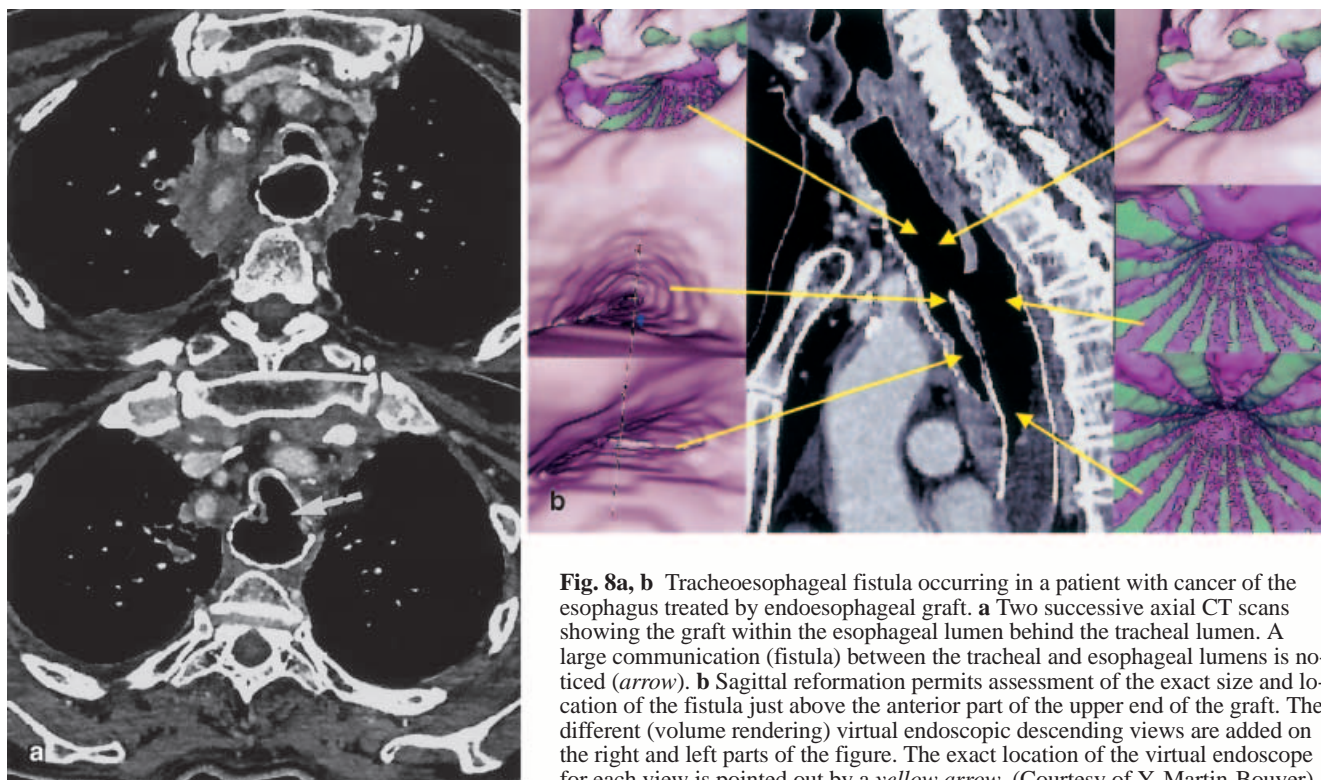 a
b
Fig. 8a, b Tracheoesophageal fistula occurring in a patient with cancer of the
esophagus treated by endoesophageal graft. a Two successive axial CT scans
showing the graft within the esophageal lumen behind the tracheal lumen. A
large communication (fistula) between the tracheal and esophageal lumens is no-
ticed (arrow). b Sagittal reformation permits assessment of the exact size and lo-
cation of the fistula just above the anterior part of the upper end of the graft. The
different (volume rendering) virtual endoscopic descending views are added on
the right and left parts of the figure. The exact location of the virtual endoscope
for each view is pointed out by a yellow arrow. (Courtesy of Y. Martin-Bouyer)